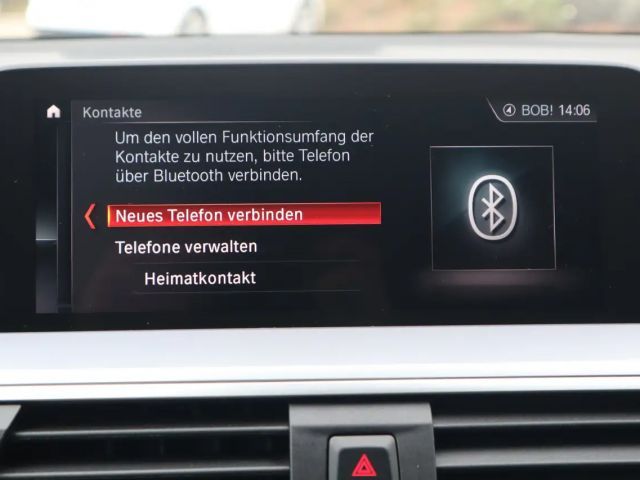 Kontakte
BOB! 14:06
Um den vollen Funktionsumfang der
Kontakte zu nutzen, bitte Telefon
über Bluetooth verbinden.
Neues Telefon verbinden
Telefone verwalten
Heimatkontakt